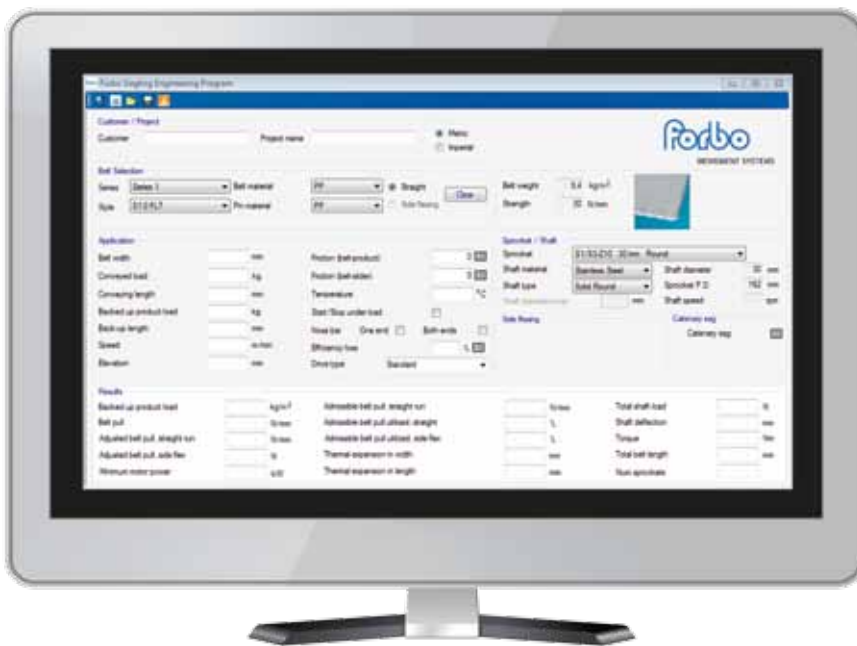 Forbo Siegling Engineering Program
Customer / Project
Customer Project name Metric
Imperial
Forbo
MOVEMENT SYSTEMS
Belt Selection
Series Series 1 Belt material PP Straight Clear Belt weight kg/m²
Style Pin material PP Side flexing Strength 30 N/mm
Application Sprocket / Shaft
Belt width mm Friction (belt-product) Sprocket Round
Conveyed load kg Friction (belt-slider) Shaft material Stainless Steel Shaft diameter mm
Conveying length mm Temperature °C Shaft type Solid Round Sprocket P.D. mm
Backed up product load kg Start/Stop under load mm Shaft speed rpm
Back-up length mm Nose bar One end Both ends Side flexing Catenary sag
Speed m/min Efficiency loss % Catenary sag
Elevation mm Drive type Standard
Results
Backed up product load kg/m² Admissible belt pull, straight run N/mm Total shaft load N
Belt pull N/mm Admissible belt pull utilised, straight % Shaft deflection mm
Adjusted belt pull, straight run N/mm Admissible belt pull utilised, side flex % Torque Nm
Adjusted belt pull, side flex N Thermal expansion in width mm Total belt length mm
Minimum motor power kW Thermal expansion in length mm Num sprockets